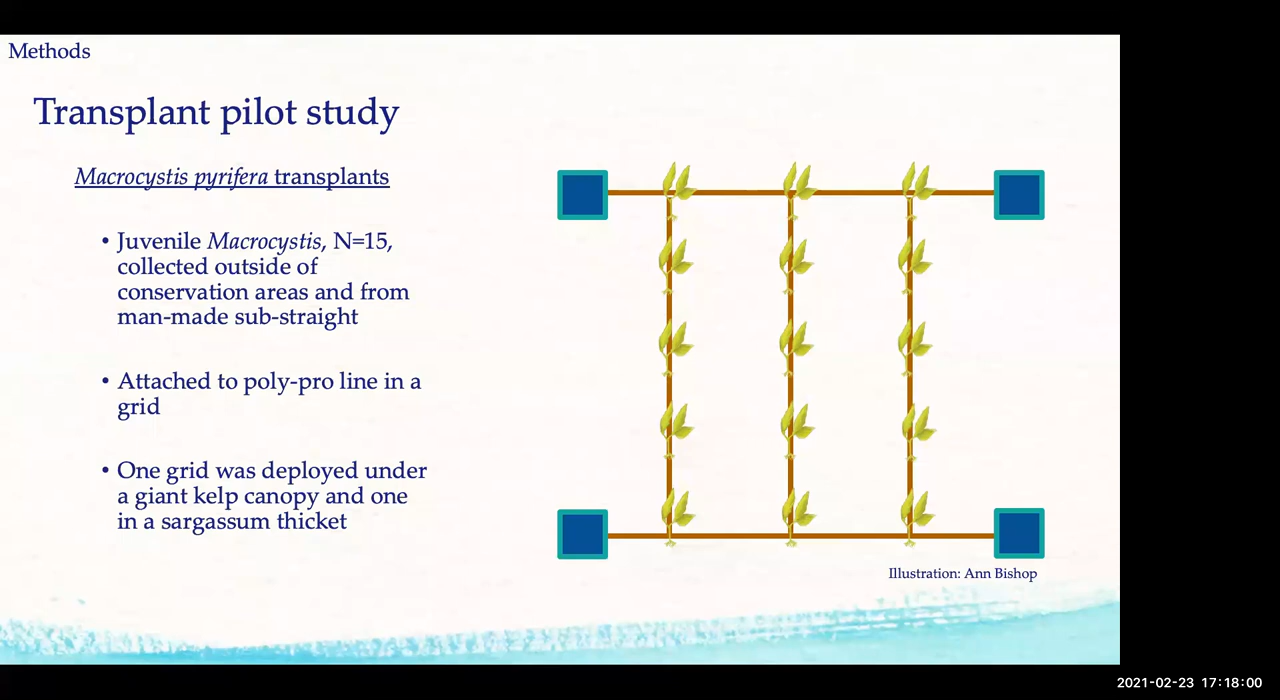 Methods
Transplant pilot study
Macrocystis pyrifera transplants
• Juvenile Macrocystis, N=15,
collected outside of
conservation areas and from
man-made sub-straight
• Attached to poly-pro line in a
grid
• One grid was deployed under
a giant kelp canopy and one
in a sargassum thicket
Illustration: Ann Bishop
2021-02-23 17:18:00